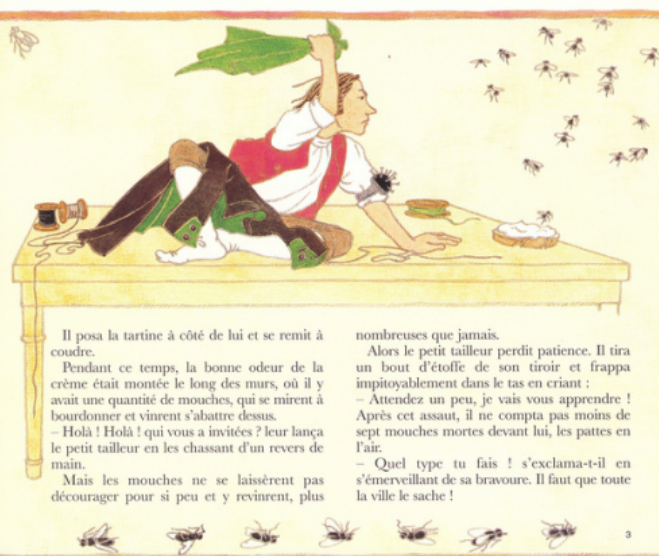 Il posa la tartine à côté de lui et se remit à
coudre.
Pendant ce temps, la bonne odeur de la
crème était montée le long des murs, où il y
avait une quantité de mouches, qui se mirent à
bourdonner et vinrent s'abattre dessus.
– Holà ! Holà ! qui vous a invitées ? leur lança
le petit tailleur en les chassant d'un revers de
main.
Mais les mouches ne se laissèrent pas
décourager pour si peu et y revinrent, plus
nombreuses que jamais.
Alors le petit tailleur perdit patience. Il tira
un bout d'étoffe de son tiroir et frappa
impitoyablement dans le tas en criant :
– Attendez un peu, je vais vous apprendre !
Après cet assaut, il ne compta pas moins de
sept mouches mortes devant lui, les pattes en
l'air.
– Quel type tu fais ! s'exclama-t-il en
s'émerveillant de sa bravoure. Il faut que toute
la ville le sache !
3